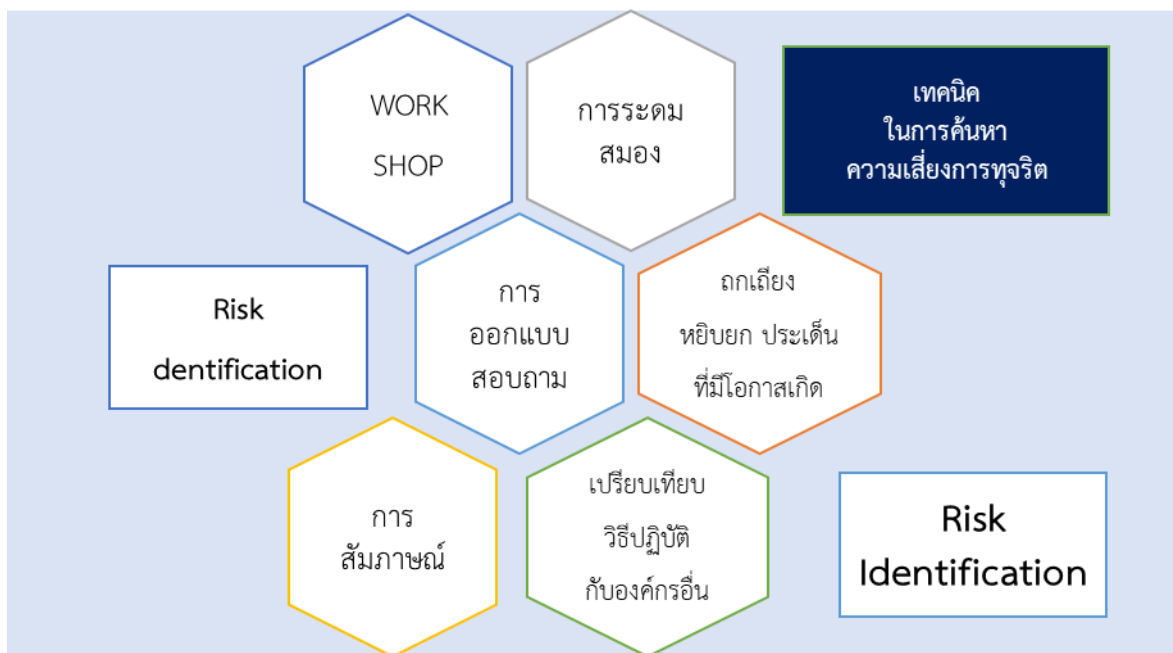 WORK
SHOP
การระดม
สมอง
เทคนิค
ในการค้นหา
ความเสี่ยงการทุจริต
Risk
dentification
การ
ออกแบบ
สอบถาม
ถกเถียง
หยิบยก ประเด็น
ที่มีโอกาสเกิด
การ
สัมภาษณ์
เปรียบเทียบ
วิธีปฏิบัติ
กับองค์กรอื่น
Risk
Identification